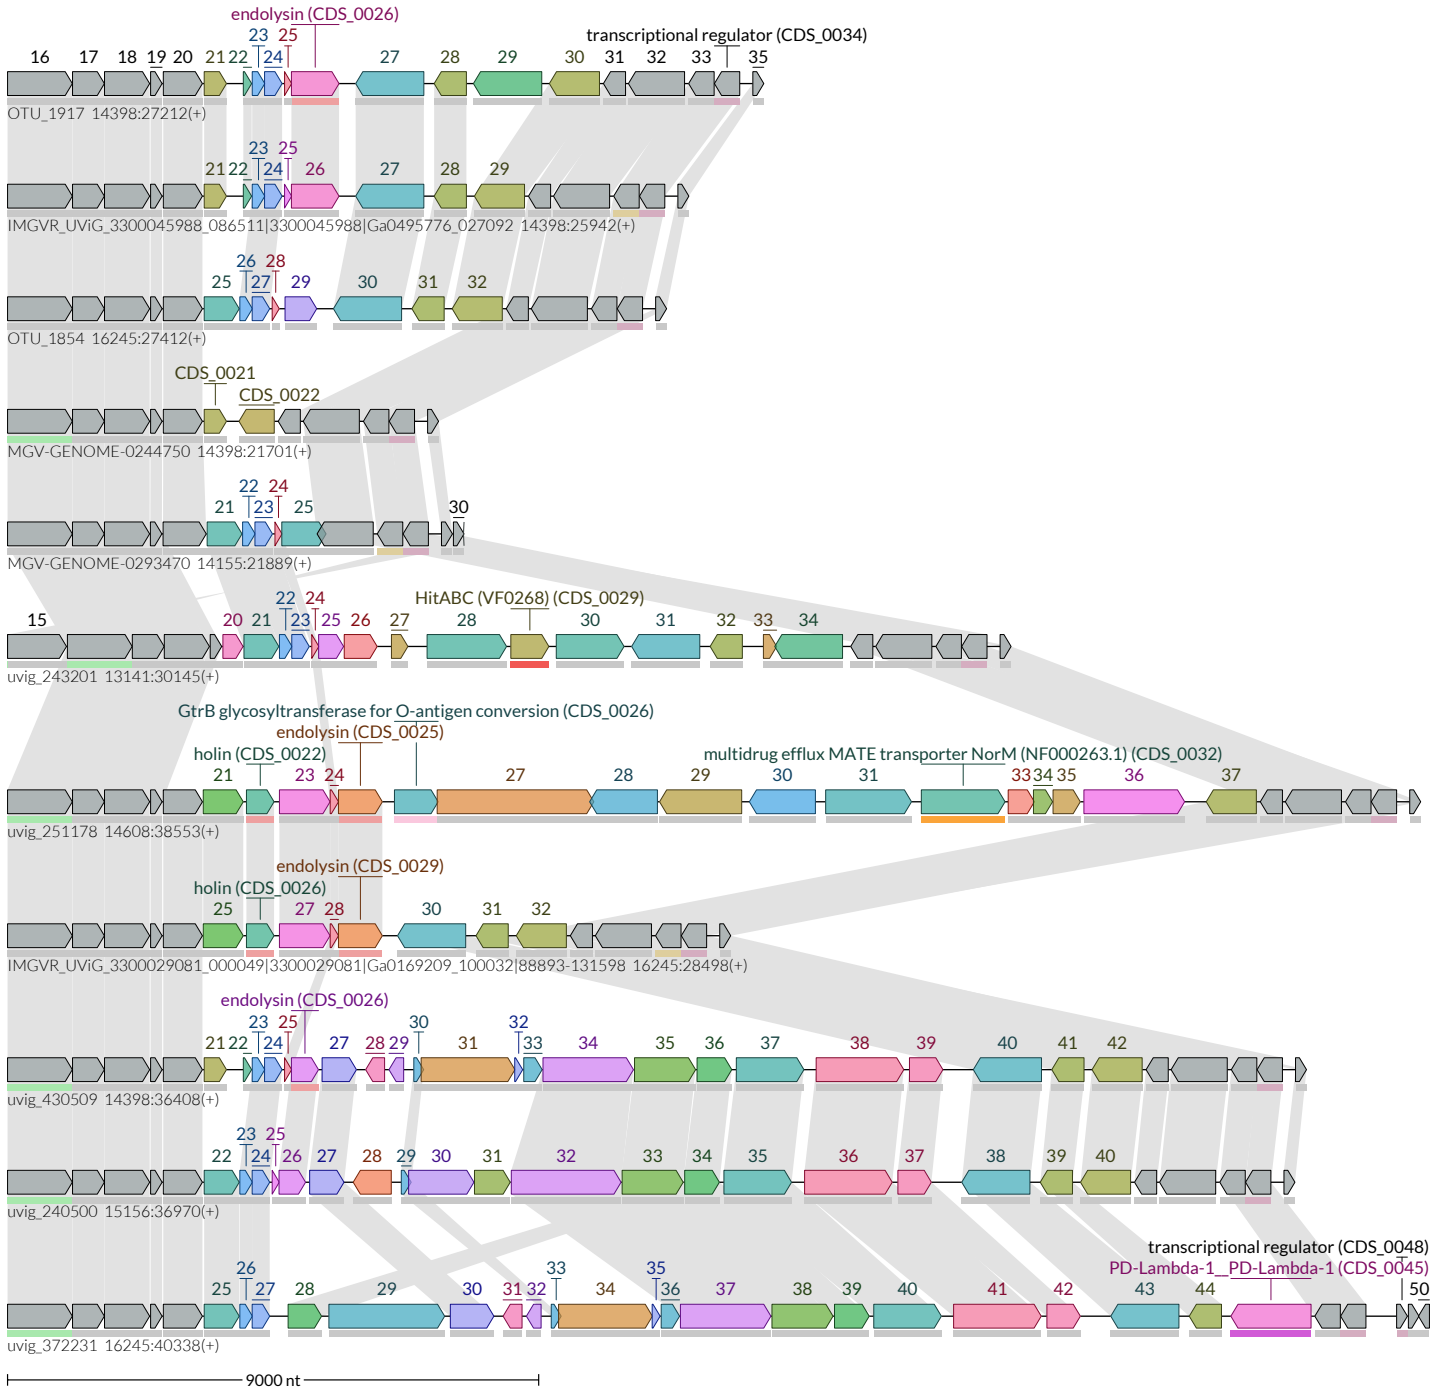 endolysin (CDS_0026)
23 25 transcriptional regulator (CDS_0034)
16 17 18 19 20 21 22 24 27 28 29 30 31 32 33 35
OTU_1917 14398:27212(+)
23 25
21 22 24 26 27 28 29
IMGVR_UViG_3300045988_086511|3300045988|Ga0495776_027092 14398:25942(+)
26 28
25 27 29 30 31 32
OTU_1854 16245:27412(+)
CDS_0021
CDS_0022
MGV-GENOME-0244750 14398:21701(+)
22 24
21 23 25 30
MGV-GENOME-0293470 14155:21889(+)
22 24 HitABC (VF0268) (CDS_0029)
15 20 21 23 25 26 27 28 30 31 32 33 34
uvig_243201 13141:30145(+)
GtrB glycosyltransferase for O-antigen conversion (CDS_0026)
endolysin (CDS_0025)
holin (CDS_0022) multidrug efflux MATE transporter NorM (NF000263.1) (CDS_0032)
21 23 24 27 28 29 30 31 33 34 35 36 37
uvig_251178 14608:38553(+)
endolysin (CDS_0029)
holin (CDS_0026)
25 27 28 30 31 32
IMGVR_UViG_3300029081_000049|3300029081|Ga0169209_100032|88893-131598 16245:28498(+)
endolysin (CDS_0026)
23 25 30 32
21 22 24 27 28 29 31 33 34 35 36 37 38 39 40 41 42
uvig_430509 14398:36408(+)
23 25
22 24 26 27 28 29 30 31 32 33 34 35 36 37 38 39 40
uvig_240500 15156:36970(+)
transcriptional regulator (CDS_0048)
26 33 35 PD-Lambda-1__PD-Lambda-1 (CDS_0045)
25 27 28 29 30 31 32 34 36 37 38 39 40 41 42 43 44 50
uvig_372231 16245:40338(+)
9000 nt